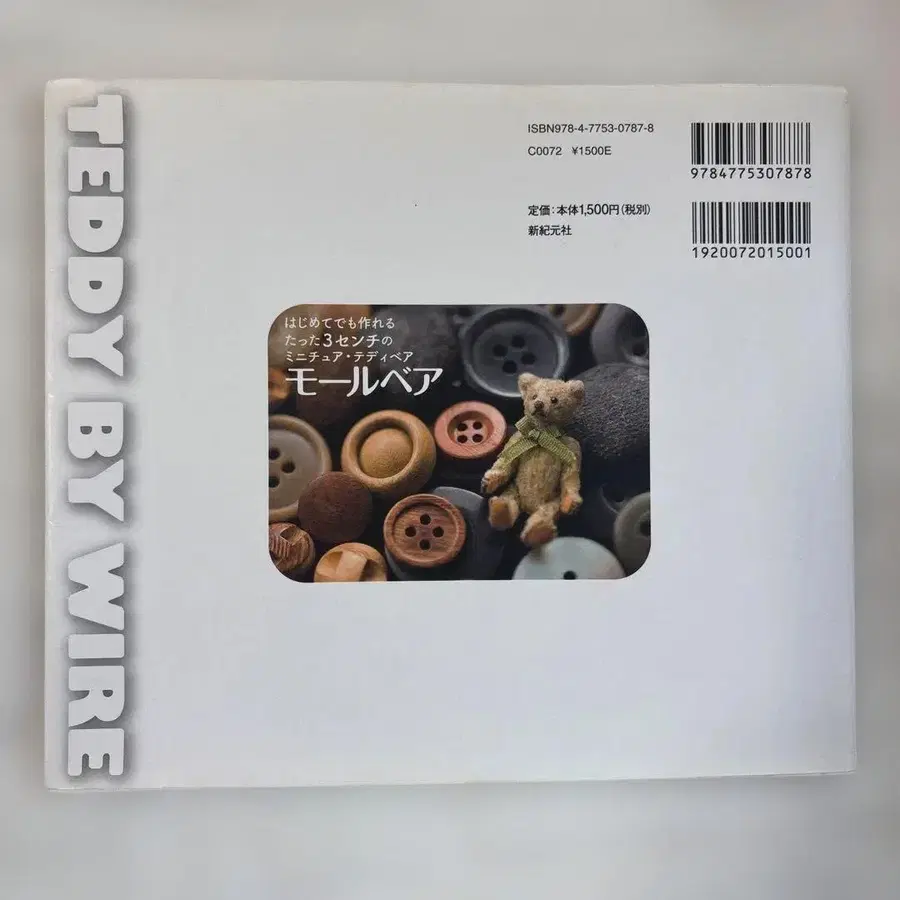 TEDDY BY WIRE
ISBN978-4-7753-0787-8
C0072 ¥1500E
定価:本体1,500円(税別)
新紀元社
9784775307878
1920072015001
はじめてでも作れる
たった3センチの
ミニチュア・テディベア
モールベア